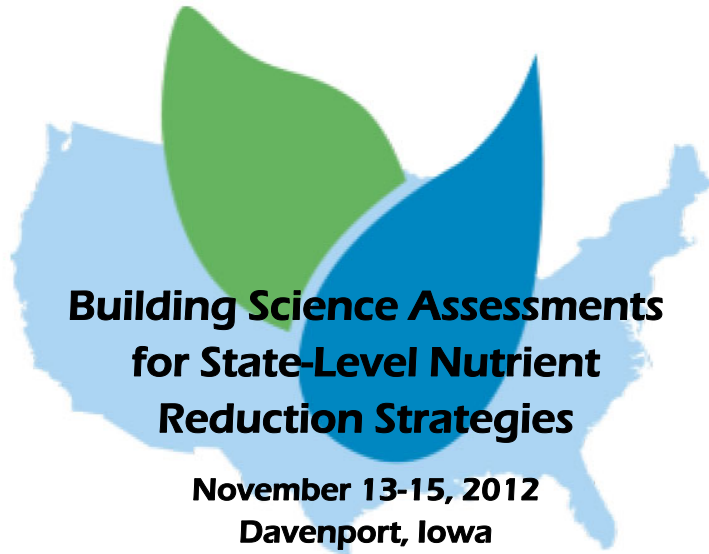 Building Science Assessments
for State-Level Nutrient
Reduction Strategies
November 13-15, 2012
Davenport, Iowa